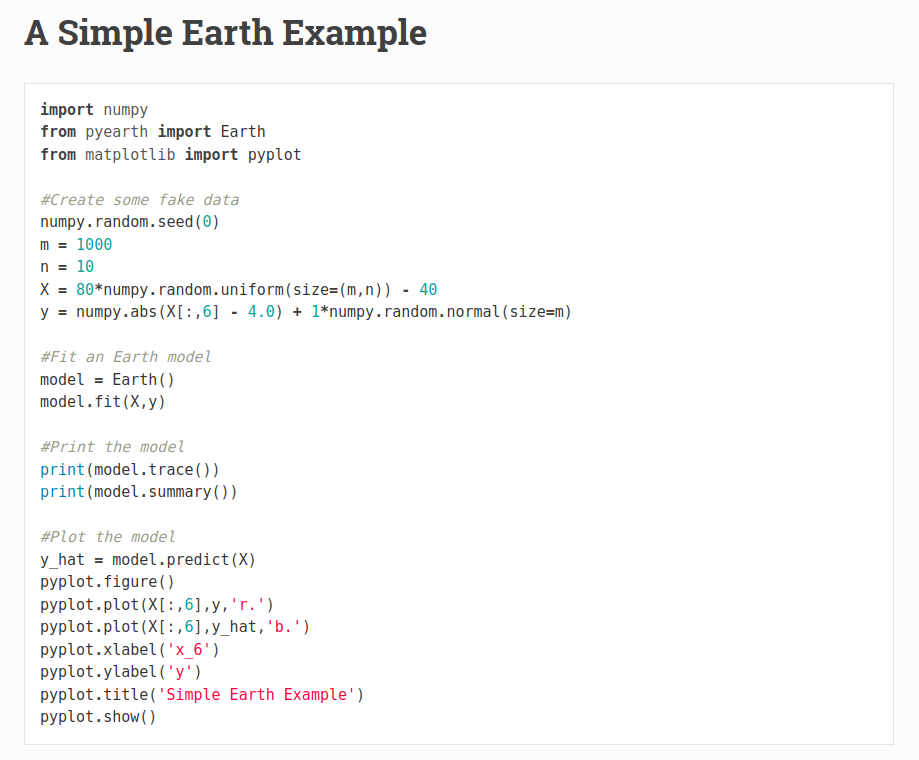 A Simple Earth Example
import numpy
from pyearth import Earth
from matplotlib import pyplot
#Create some fake data
numpy.random.seed(0)
m = 1000
n = 10
X = 80*numpy.random.uniform(size=(m,n)) - 40
y = numpy.abs(X[:,6] - 4.0) + 1*numpy.random.normal(size=m)
#Fit an Earth model
model = Earth()
model.fit(X,y)
#Print the model
print(model.trace())
print(model.summary())
#Plot the model
y_hat = model.predict(X)
pyplot.figure()
pyplot.plot(X[:,6],y,'r.')
pyplot.plot(X[:,6],y_hat,'b.')
pyplot.xlabel('x_6')
pyplot.ylabel('y')
pyplot.title('Simple Earth Example')
pyplot.show()